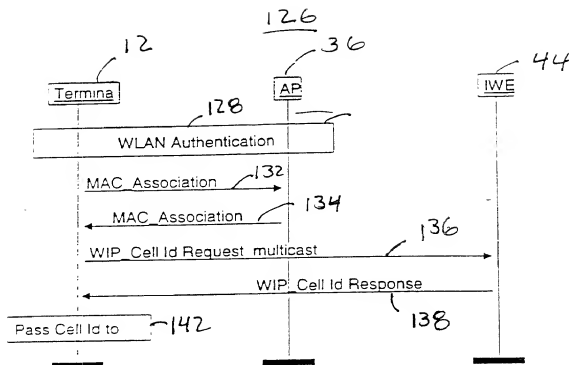 126
12
36
44
Termina
AP
IWE
128
WLAN Authentication
MAC_Association
132
MAC_Association
134
WIP_Cell Id Request multicast
136
WIP_Cell Id Response
138
Pass Cell Id to
142